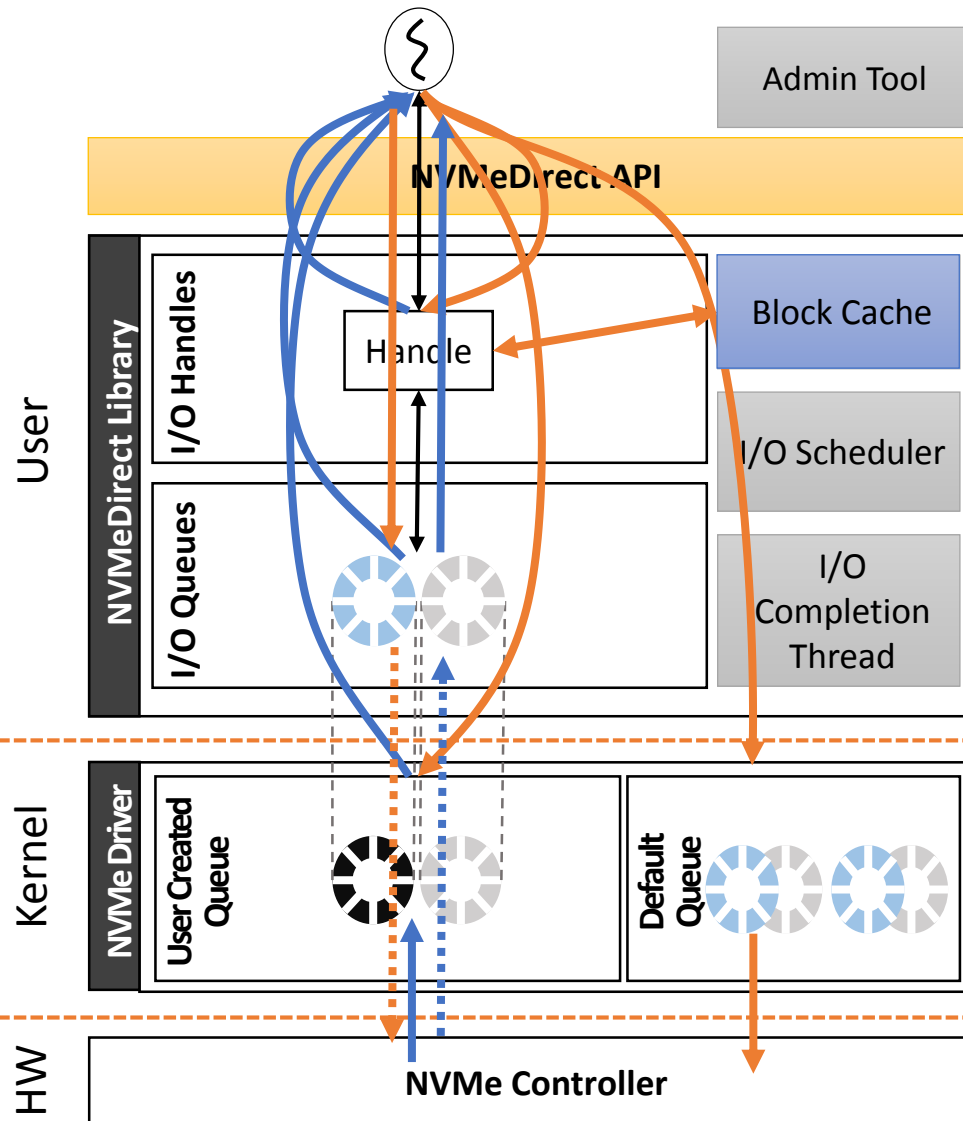 Admin Tool
NVMeDirect API
User
NVMeDirect Library
I/O Handles
Handle
Block Cache
I/O Scheduler
I/O Queues
I/O
Completion
Thread
Kernel
NVMe Driver
User Created
Queue
Default
Queue
HW
NVMe Controller